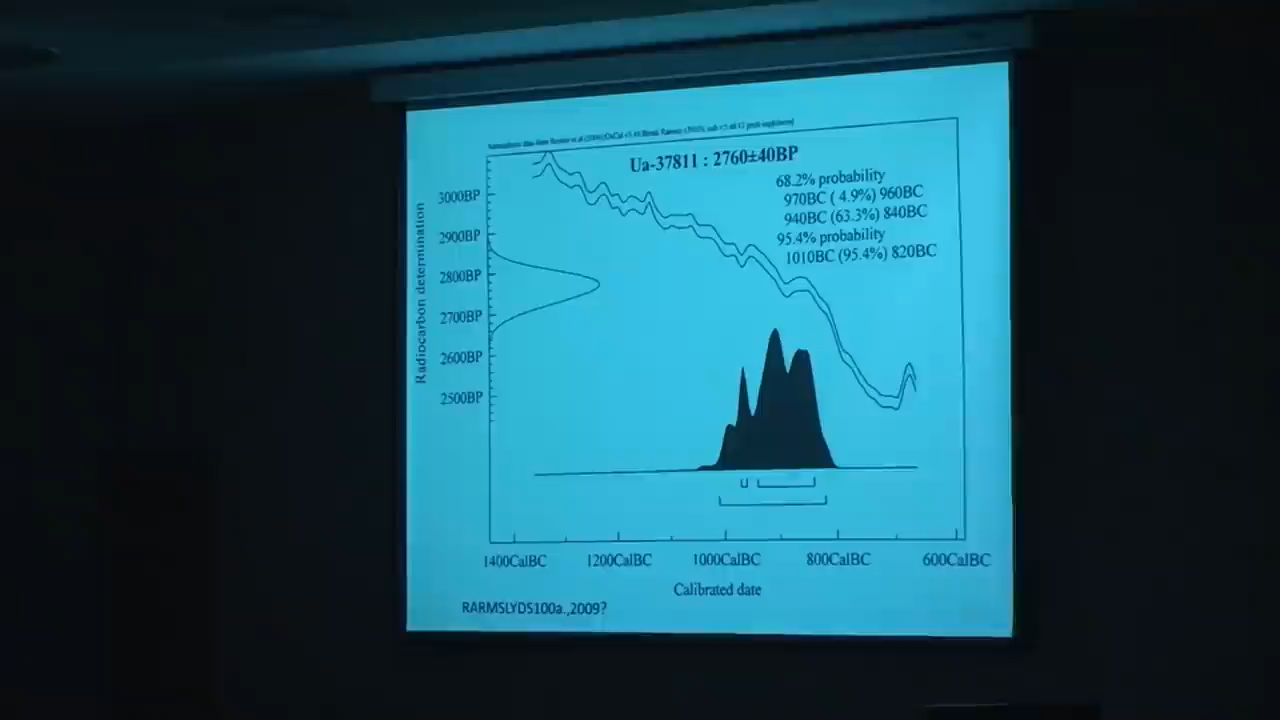 Ua-37811 : 2760±40BP
68.2% probability
970BC ( 4.9%) 960BC
940BC (63.3%) 840BC
95.4% probability
1010BC (95.4%) 820BC
Radiocarbon determination
3000BP
2900BP
2800BP
2700BP
2600BP
2500BP
1400CalBC 1200CalBC 1000CalBC 800CalBC 600CalBC
Calibrated date
RARMSLYDS100a.,2009?